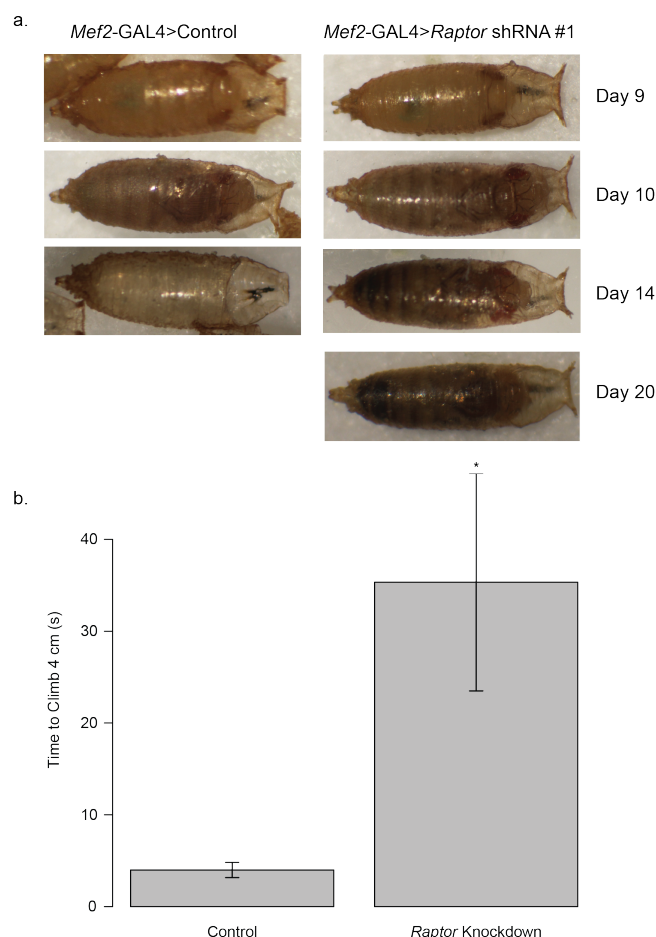 a.
Mef2-GAL4>Control
Mef2-GAL4>Raptor shRNA #1
Day 9
Day 10
Day 14
Day 20
b.
*
Time to Climb 4 cm (s)
40
30
20
10
0
Control
Raptor Knockdown